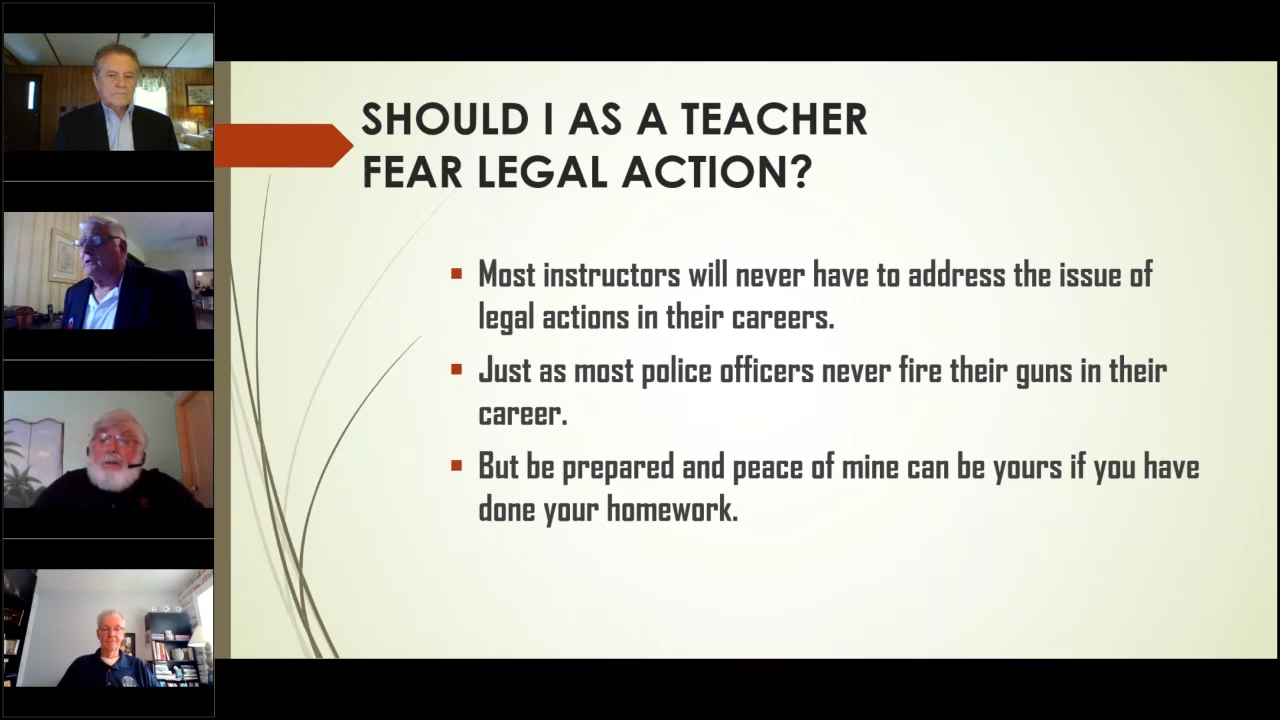 SHOULD I AS A TEACHER
FEAR LEGAL ACTION?
Most instructors will never have to address the issue of
legal actions in their careers.
Just as most police officers never fire their guns in their
career.
But be prepared and peace of mine can be yours if you have
done your homework.